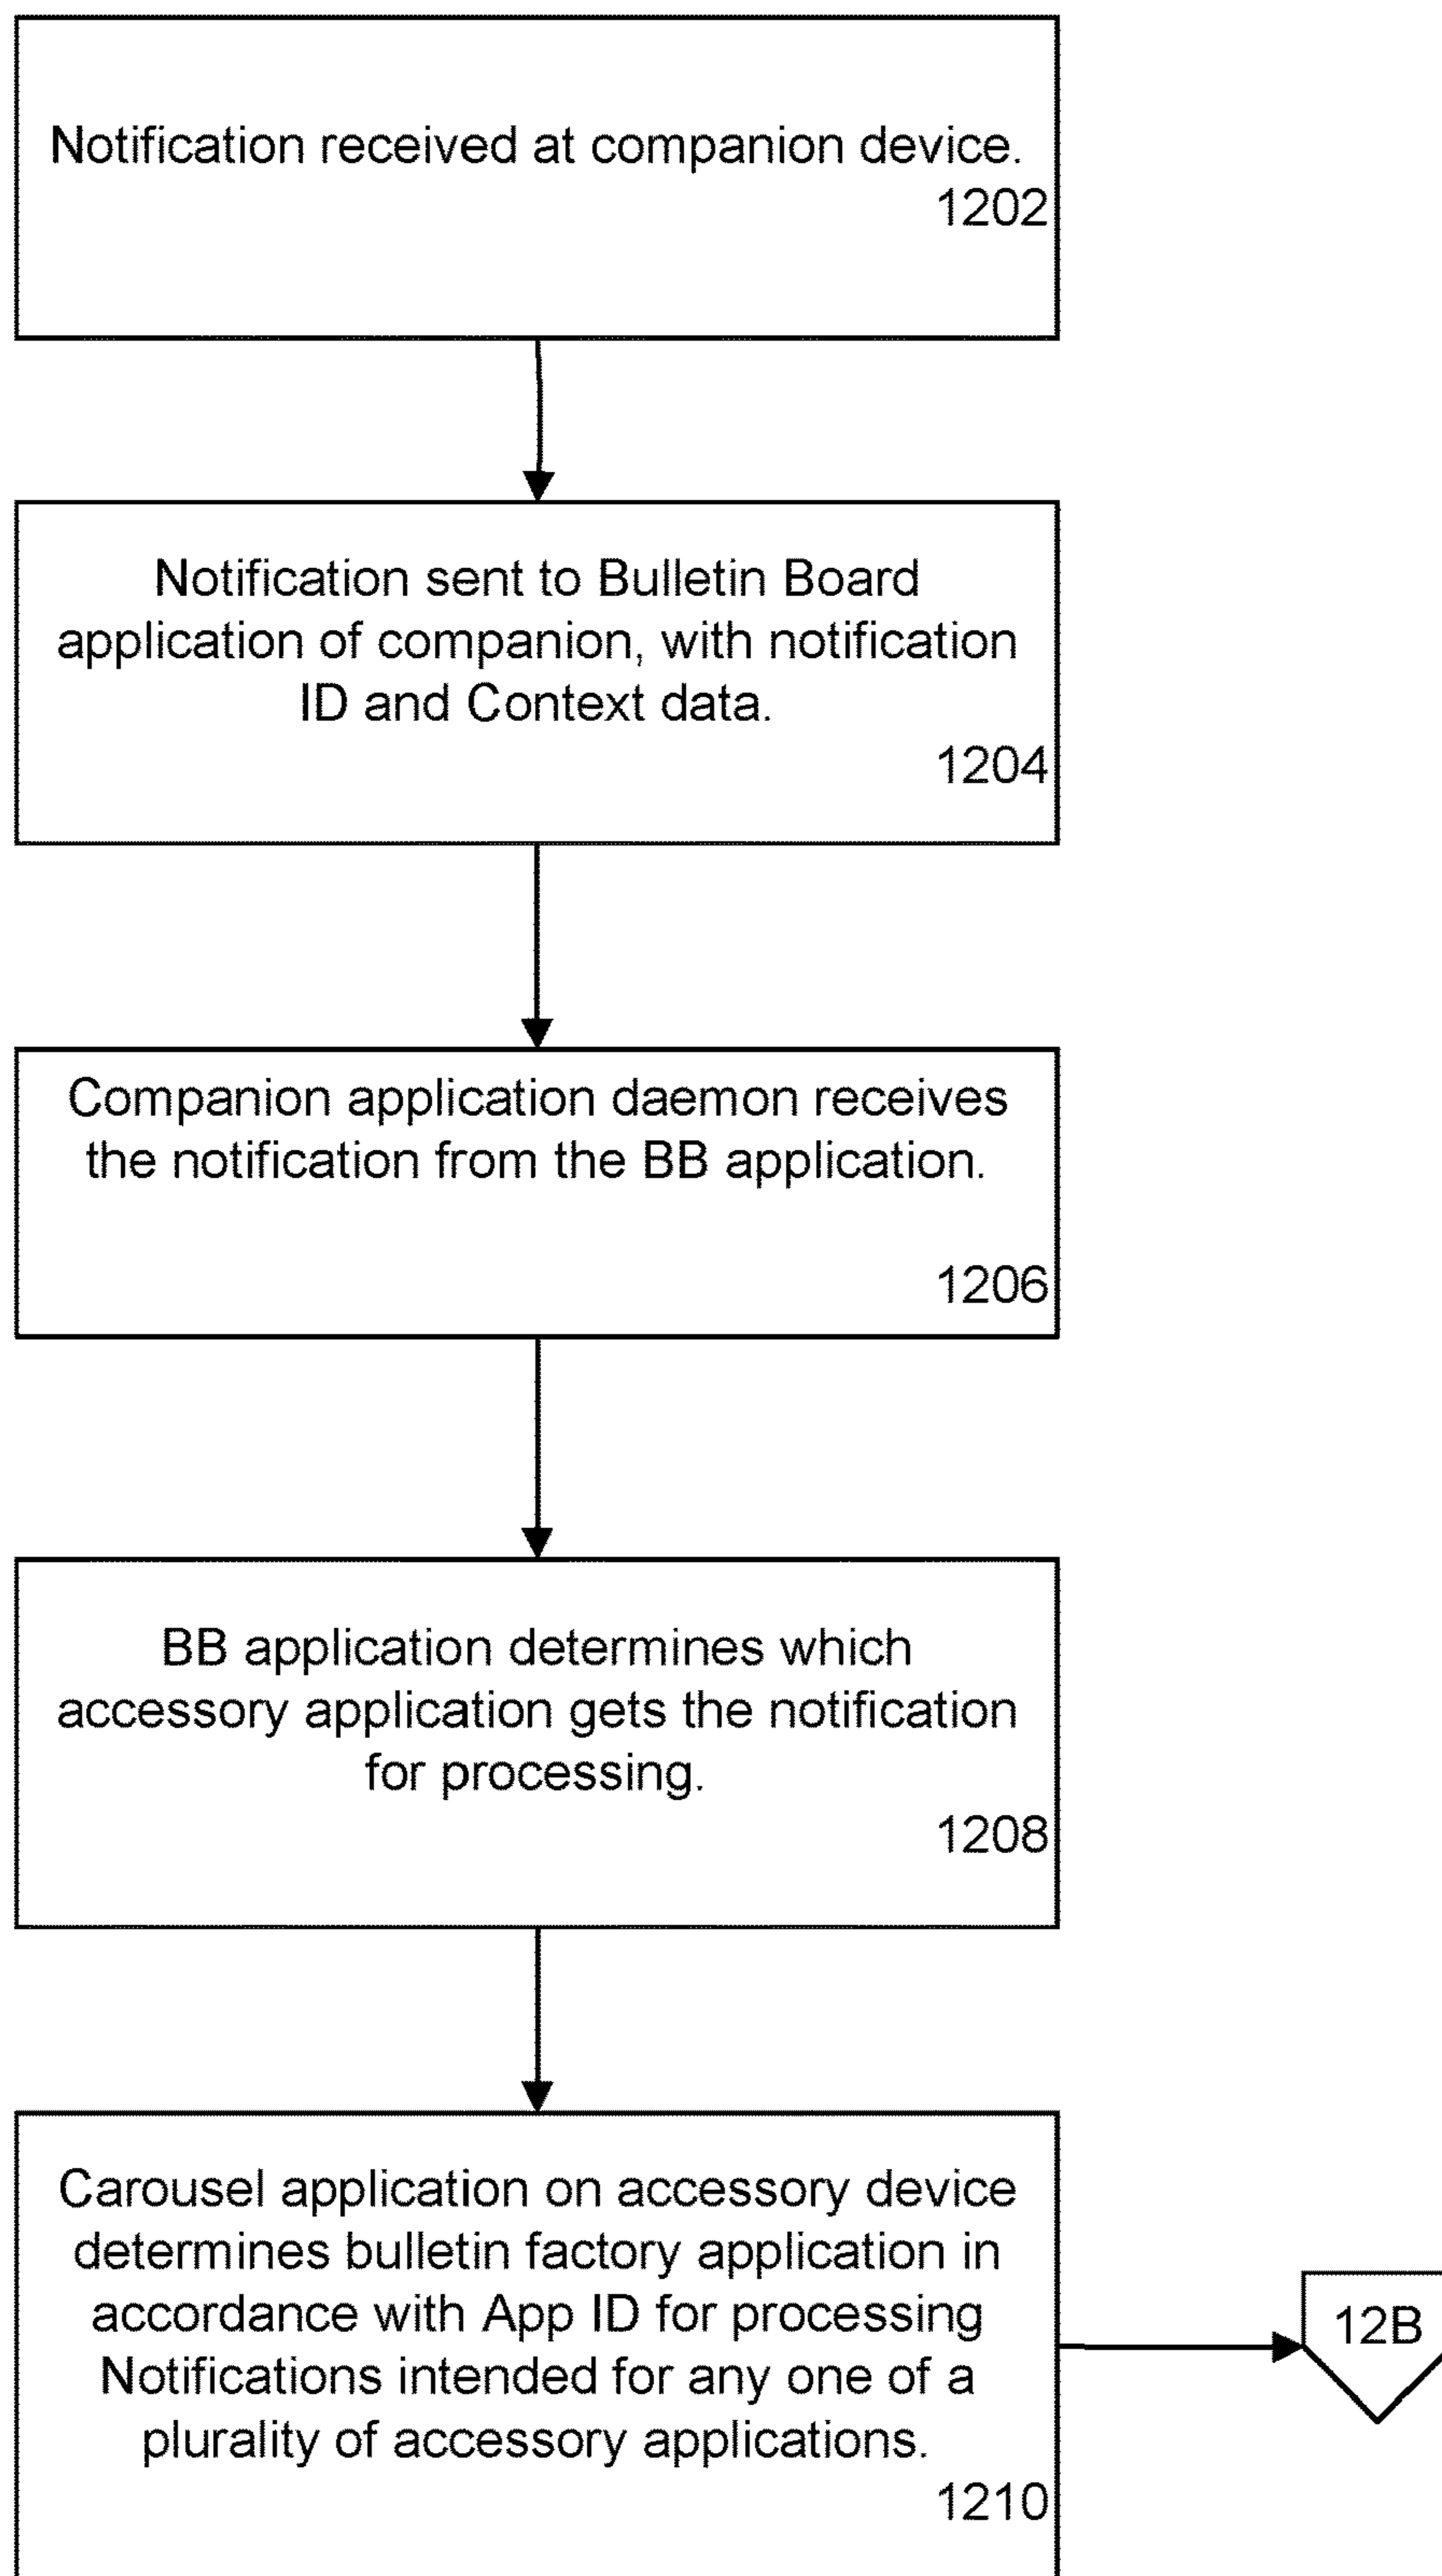 Notification received at companion device.
1202
Notification sent to Bulletin Board
application of companion, with notification
ID and Context data.
1204
Companion application daemon receives
the notification from the BB application.
1206
BB application determines which
accessory application gets the notification
for processing.
1208
Carousel application on accessory device
determines bulletin factory application in
accordance with App ID for processing
Notifications intended for any one of a
plurality of accessory applications.
1210
12B